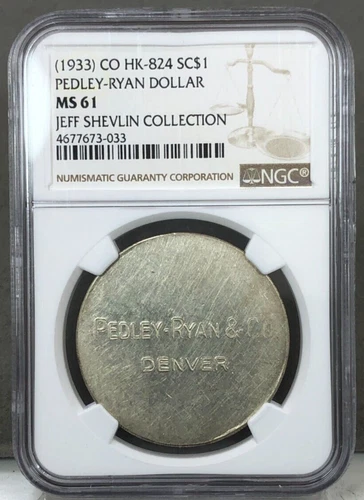 (1933) CO HK-824 SC$1
PEDLEY-RYAN DOLLAR
MS 61
JEFF SHEVLIN COLLECTION
4677673-033
NUMISMATIC GUARANTY CORPORATION NGC®
PEDLEY-RYAN & CO
DENVER